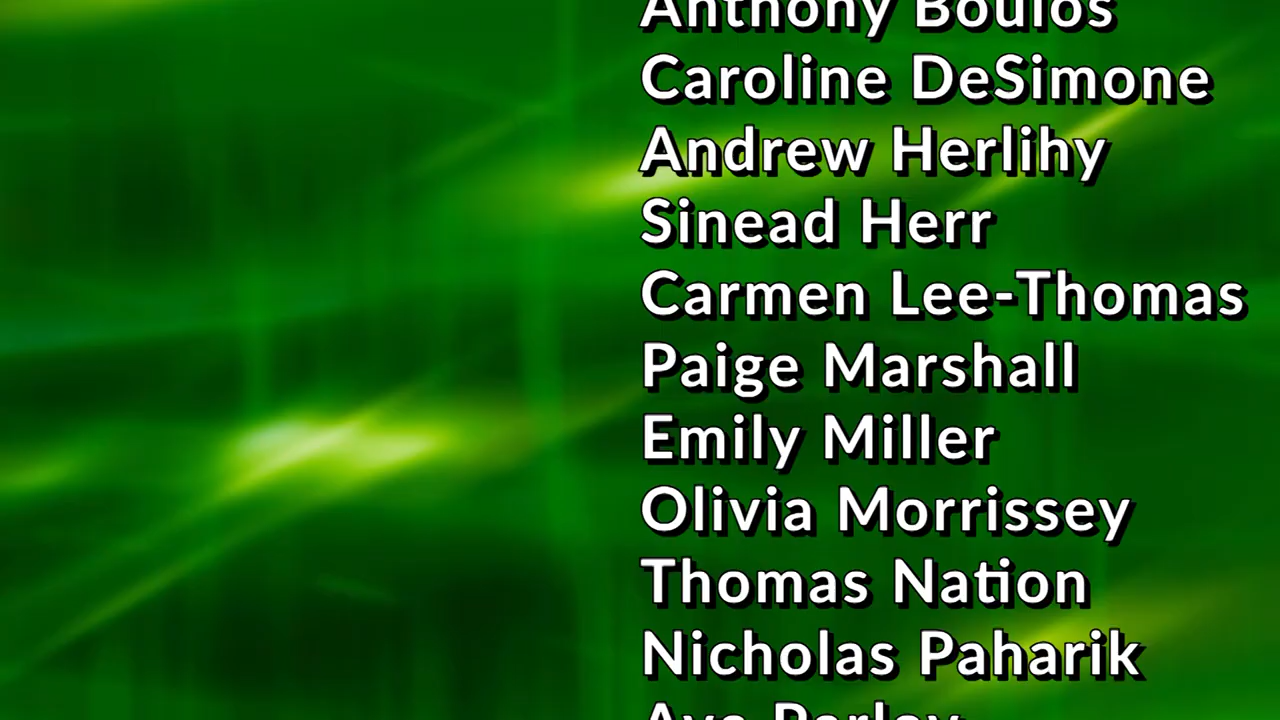 Anthony Boulos
Caroline DeSimone
Andrew Herlihy
Sinead Herr
Carmen Lee-Thomas
Paige Marshall
Emily Miller
Olivia Morrissey
Thomas Nation
Nicholas Paharik